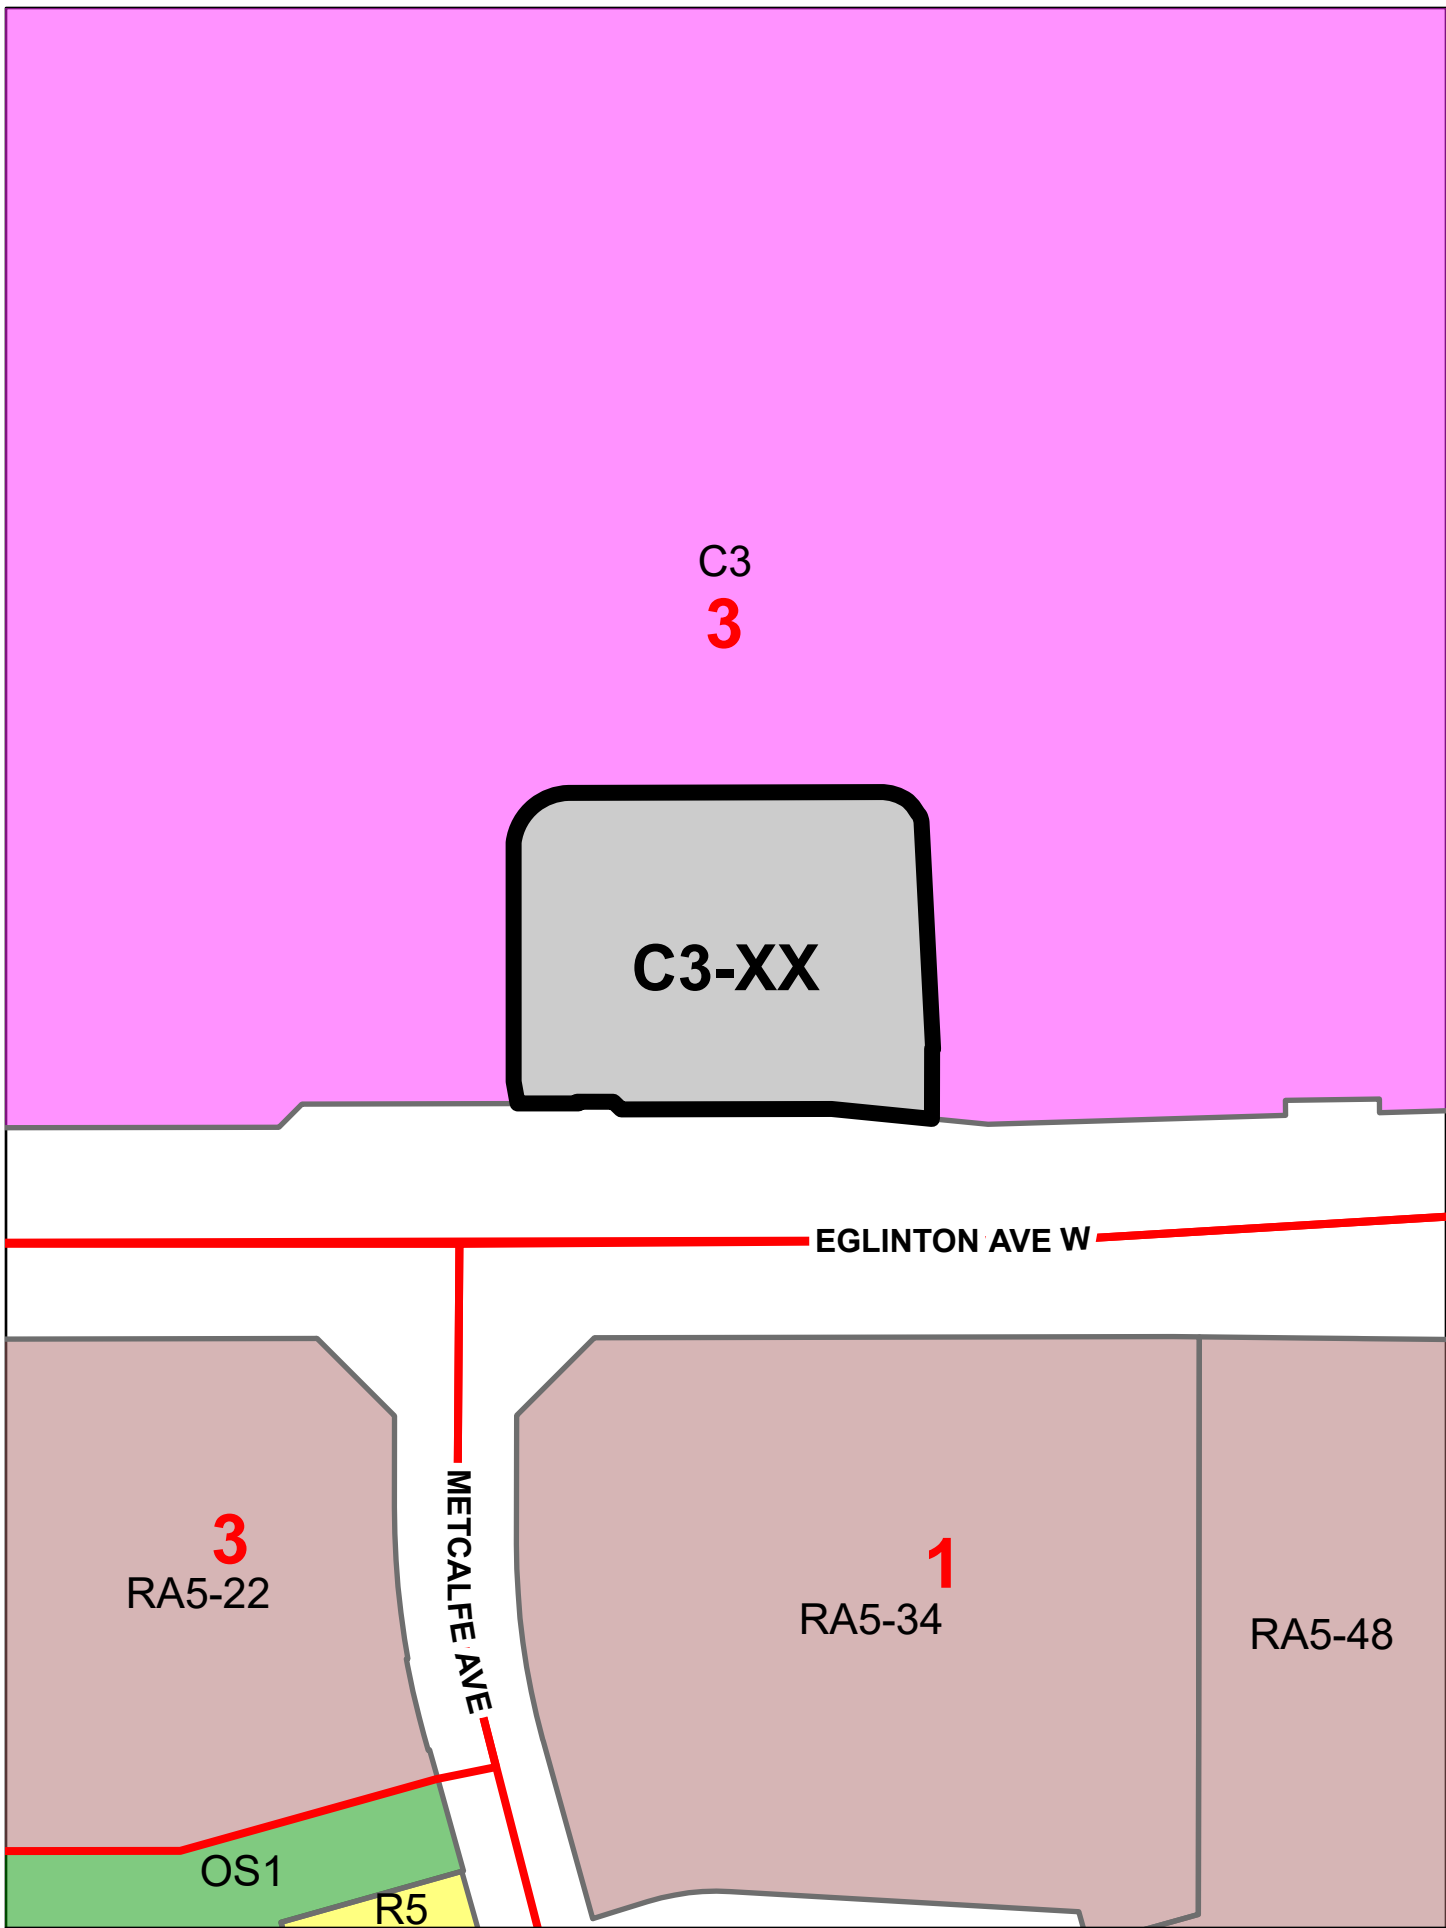 C3
3
C3-XX
EGLINTON AVE W
METCALFE AVE
3
RA5-22
1
RA5-34
RA5-48
OS1
R5